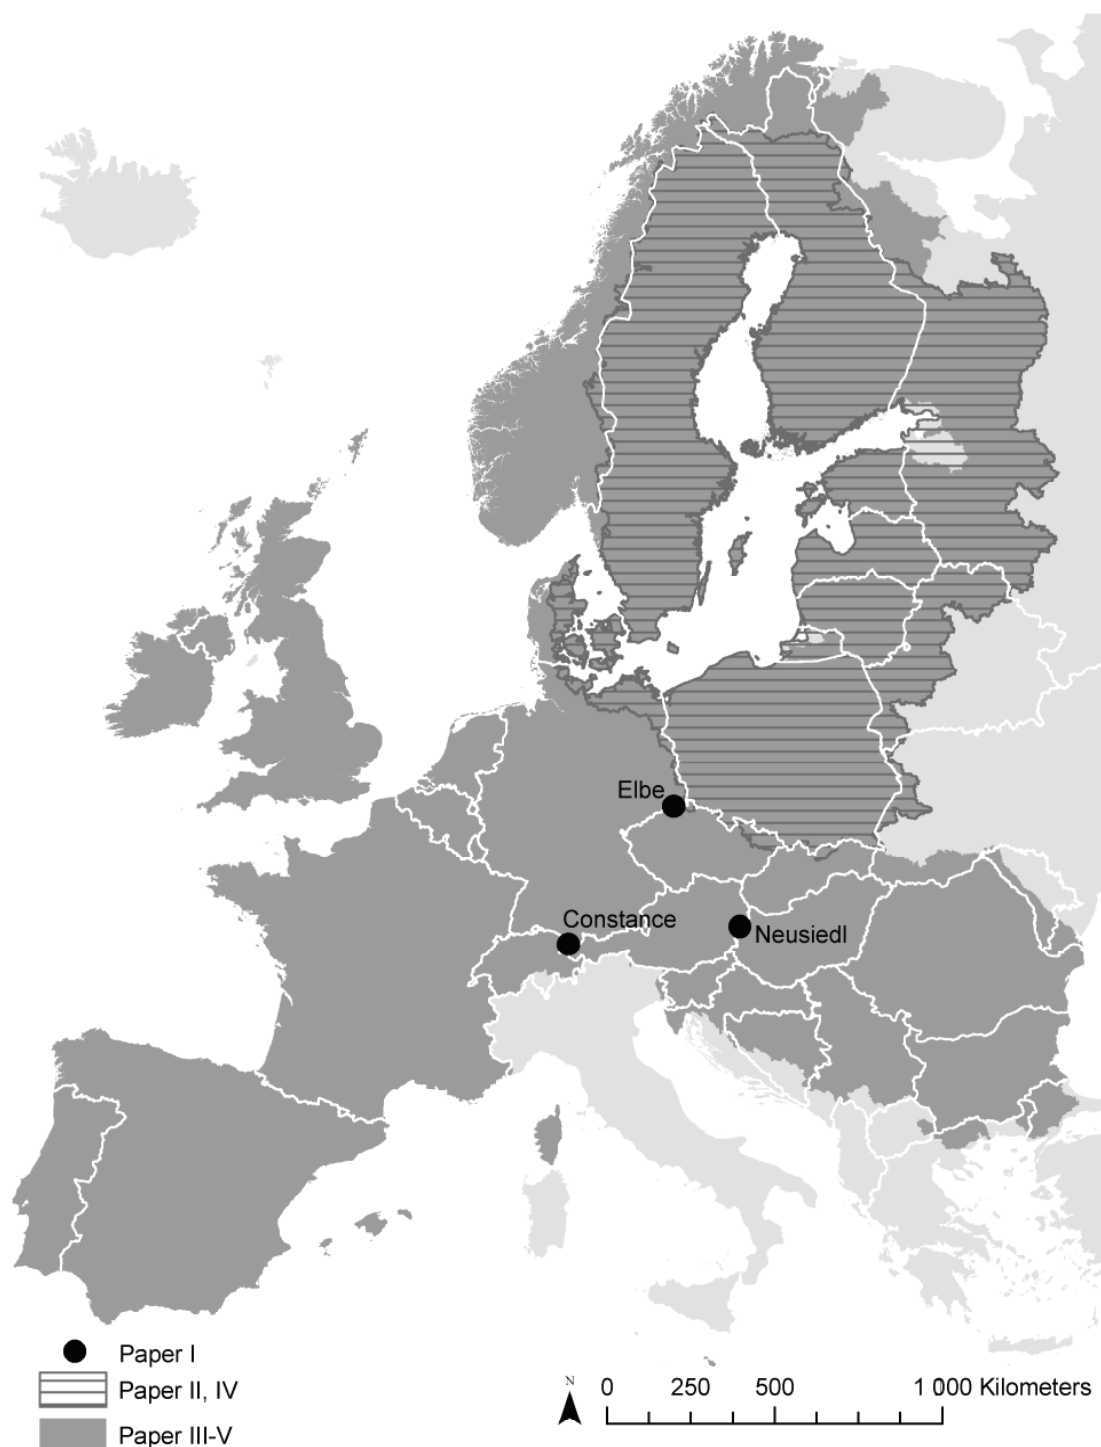 Elbe
Constance
Neusiedl
Paper I
Paper II, IV
Paper III-V
N
0 250 500 1 000 Kilometers